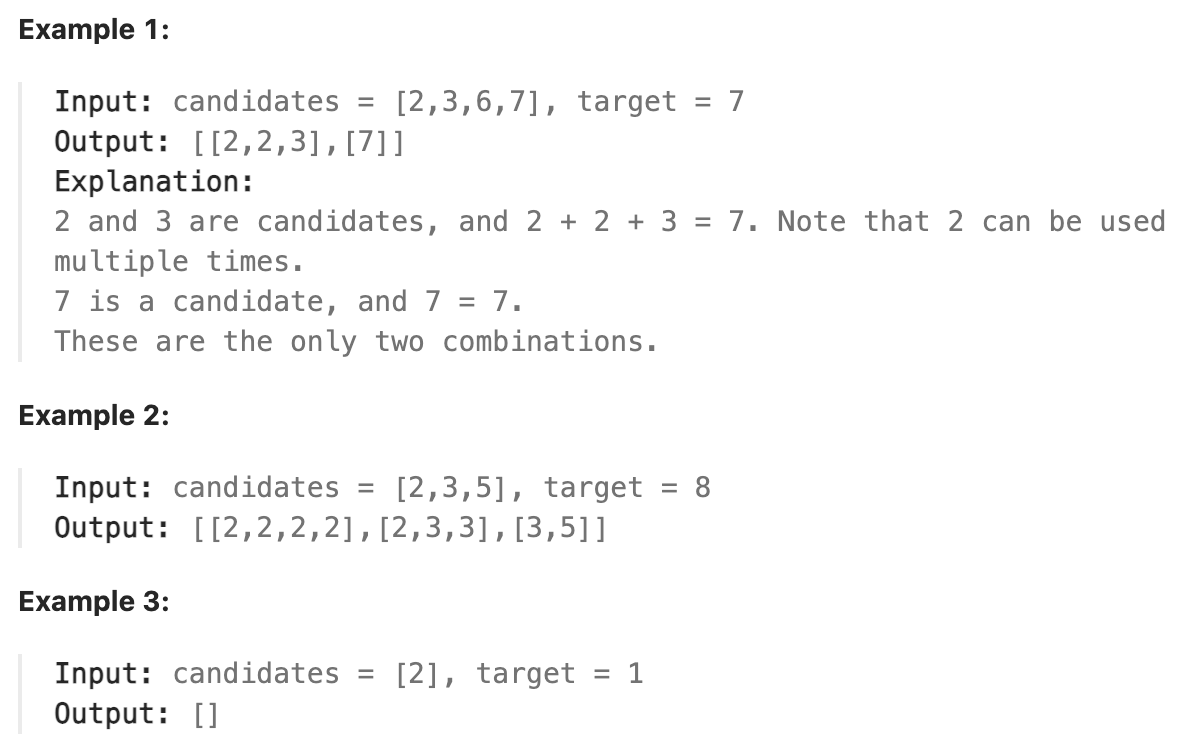 Example 1:
Input: candidates = [2,3,6,7], target = 7
Output: [[2,2,3],[7]]
Explanation:
2 and 3 are candidates, and 2 + 2 + 3 = 7. Note that 2 can be used
multiple times.
7 is a candidate, and 7 = 7.
These are the only two combinations.
Example 2:
Input: candidates = [2,3,5], target = 8
Output: [[2,2,2,2],[2,3,3],[3,5]]
Example 3:
Input: candidates = [2], target = 1
Output: []